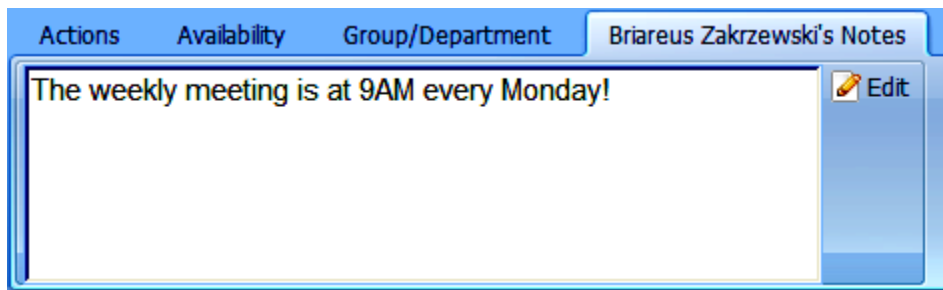 Actions Availability Group/Department Briareus Zakrzewski's Notes
The weekly meeting is at 9AM every Monday!
Edit